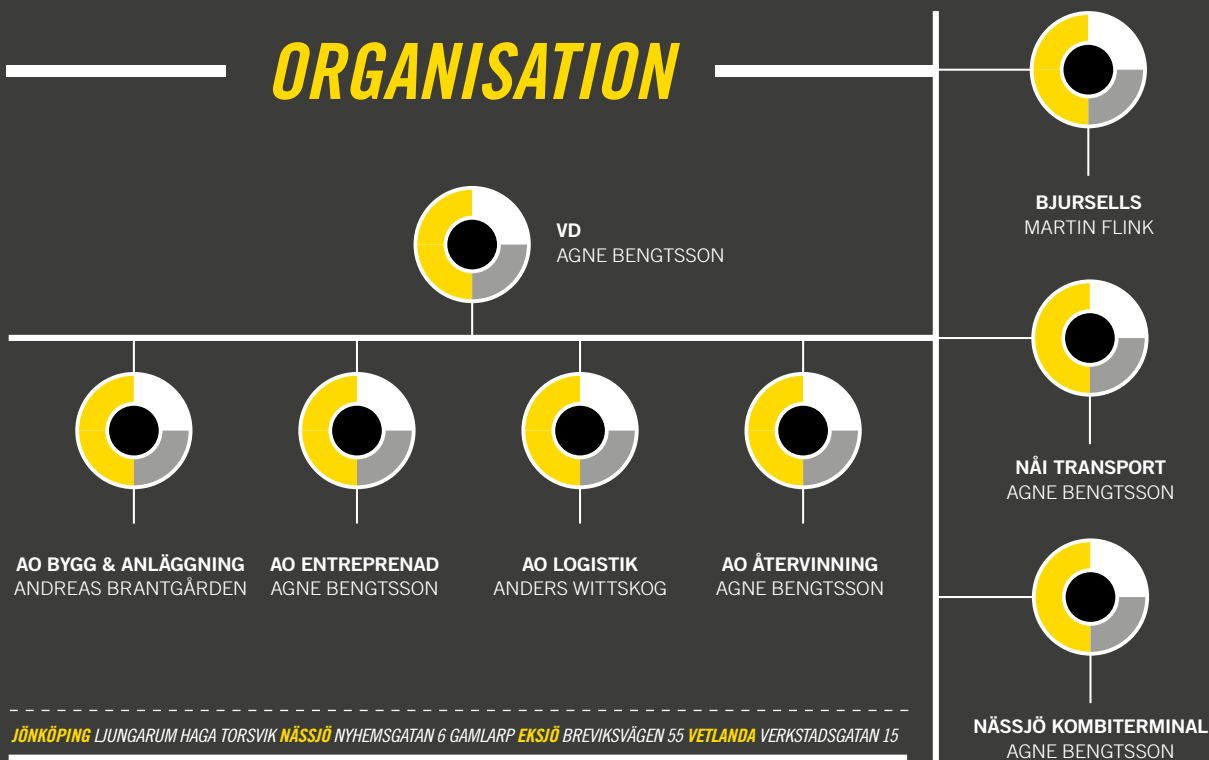 ORGANISATION
VD
AGNE BENGTSSON
AO BYGG & ANLÄGGNING
ANDREAS BRANTGÅRDEN
AO ENTREPRENAD
AGNE BENGTSSON
AO LOGISTIK
ANDERS WITTSKOG
AO ÅTERVINNING
AGNE BENGTSSON
BJURSELLS
MARTIN FLINK
NÅI TRANSPORT
AGNE BENGTSSON
NÄSSJÖ KOMBITERMINAL
AGNE BENGTSSON
JÖNKÖPING LJUNGARUM HAGA TORSVIK NÄSSJÖ NYHEMSGATAN 6 GAMLARP EKSJÖ BREVIKSVÄGEN 55 VETLANDA VERKSTADSGATAN 15